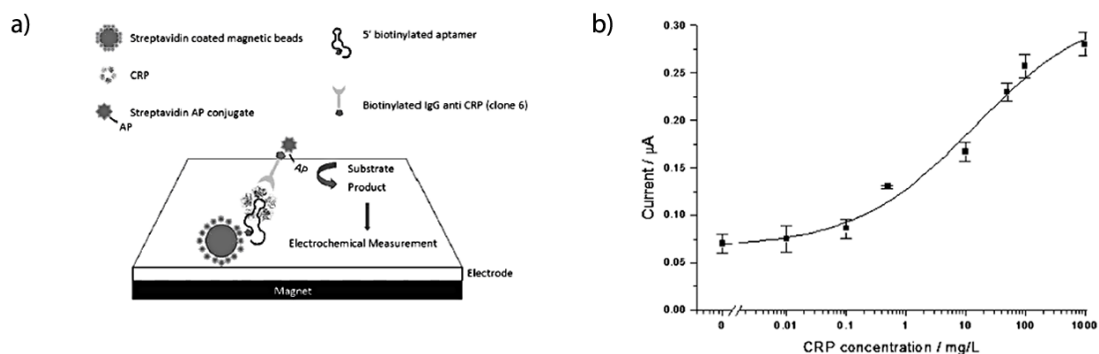 a)
Streptavidin coated magnetic beads
5' biotinylated aptamer
CRP
Biotinylated IgG anti CRP (clone 6)
Streptavidin AP conjugate
AP
AP
Substrate
Product
Electrochemical Measurement
Electrode
Magnet
b)
Current / µA
0.30
0.25
0.20
0.15
0.10
0.05
0.00
0 0.01 0.1 1 10 100 1000
CRP concentration / mg/L